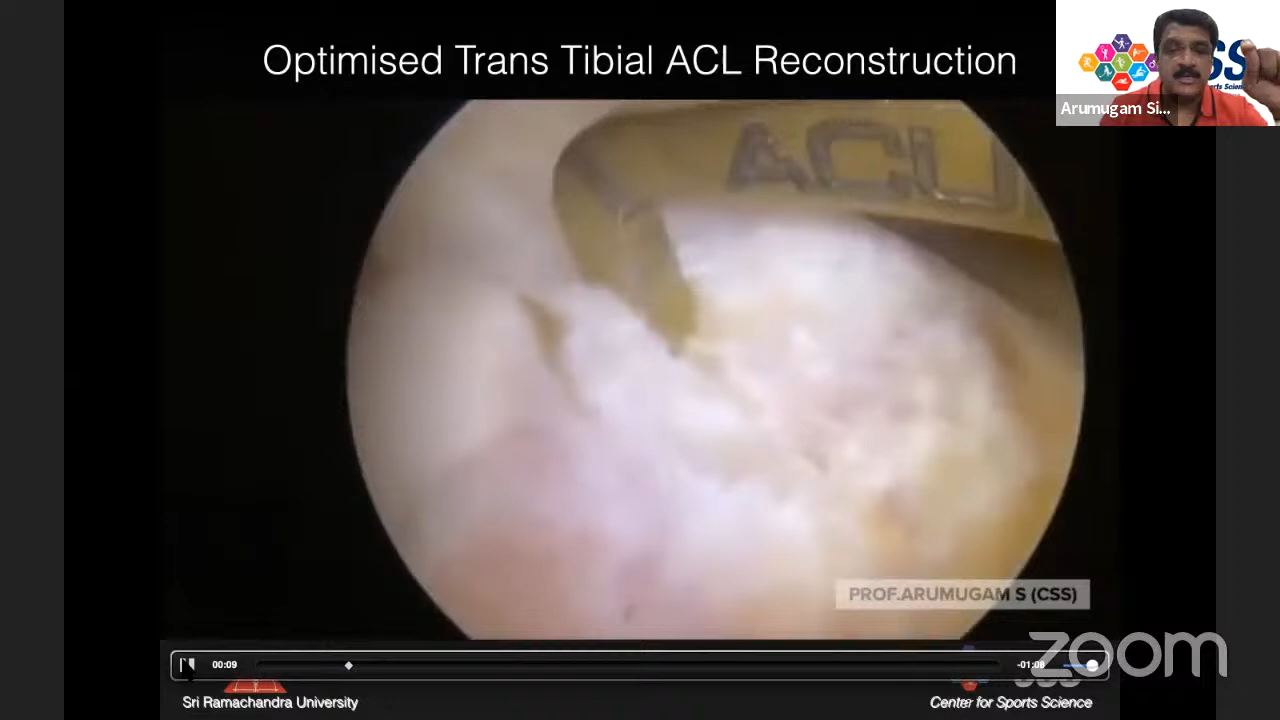 Optimised Trans Tibial ACL Reconstruction
Arumugam Si...
ACU
PROF.ARUMUGAM S (CSS)
00:09
-01:08
zoom
Sri Ramachandra University
Center for Sports Science